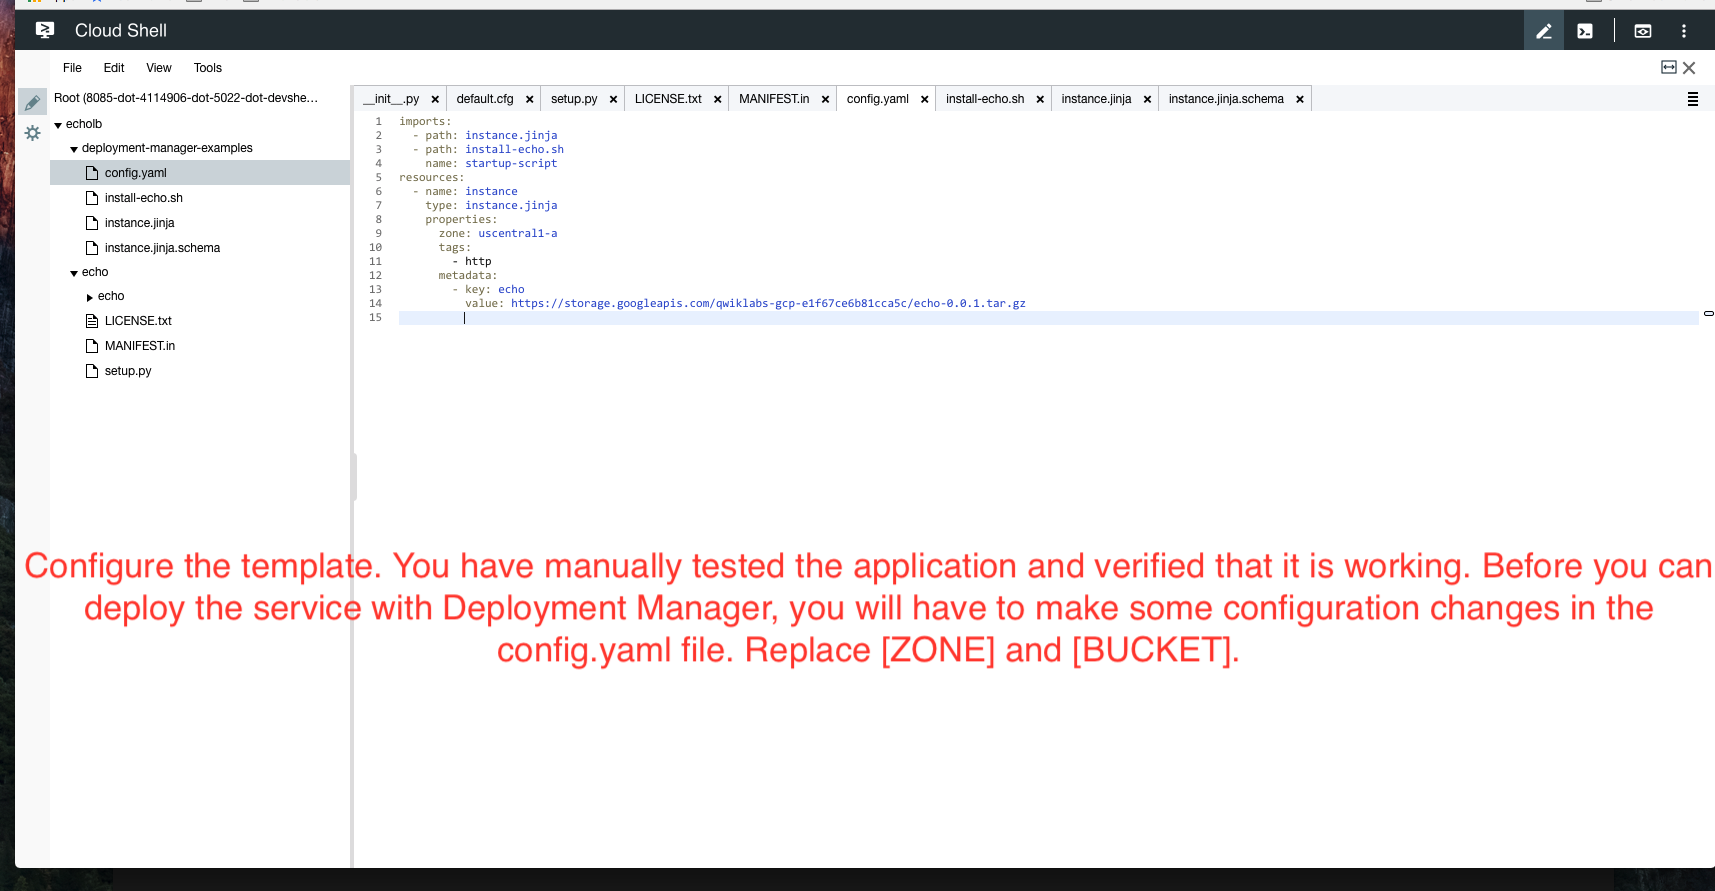 Cloud Shell
File Edit View Tools
Root (8085-dot-4114906-dot-5022-dot-devshe...
echolb
deployment-manager-examples
config.yaml
install-echo.sh
instance.jinja
instance.jinja.schema
echo
echo
LICENSE.txt
MANIFEST.in
setup.py
__init__.py default.cfg setup.py LICENSE.txt MANIFEST.in config.yaml install-echo.sh instance.jinja instance.jinja.schema
1 imports:
2 - path: instance.jinja
3 - path: install-echo.sh
4 name: startup-script
5 resources:
6 - name: instance
7 type: instance.jinja
8 properties:
9 zone: uscentral1-a
10 tags:
11 - http
12 metadata:
13 - key: echo
14 value: https://storage.googleapis.com/qwiklabs-gcp-e1f67ce6b81cca5c/echo-0.0.1.tar.gz
15
Configure the template. You have manually tested the application and verified that it is working. Before you can
deploy the service with Deployment Manager, you will have to make some configuration changes in the
config.yaml file. Replace [ZONE] and [BUCKET].